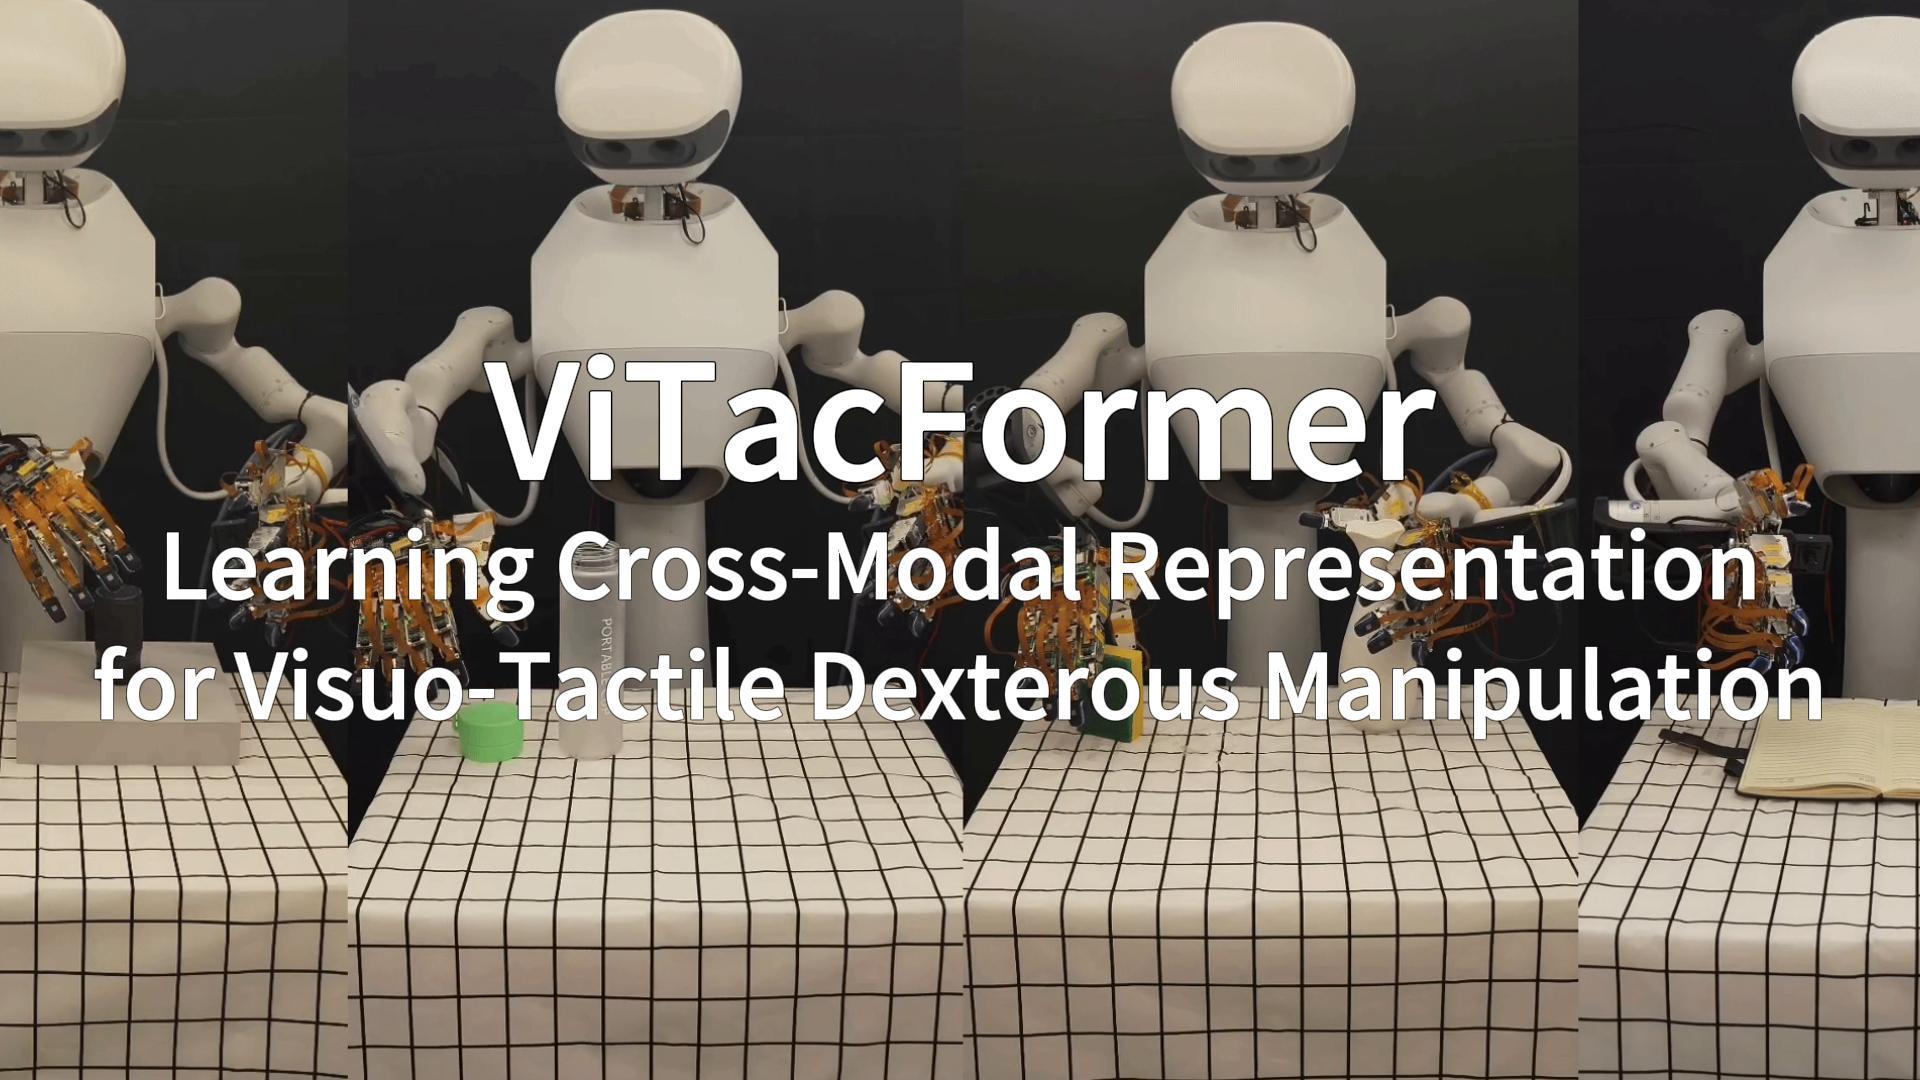 ViTacFormer
Learning Cross-Modal Representation
for Visuo-Tactile Dexterous Manipulation